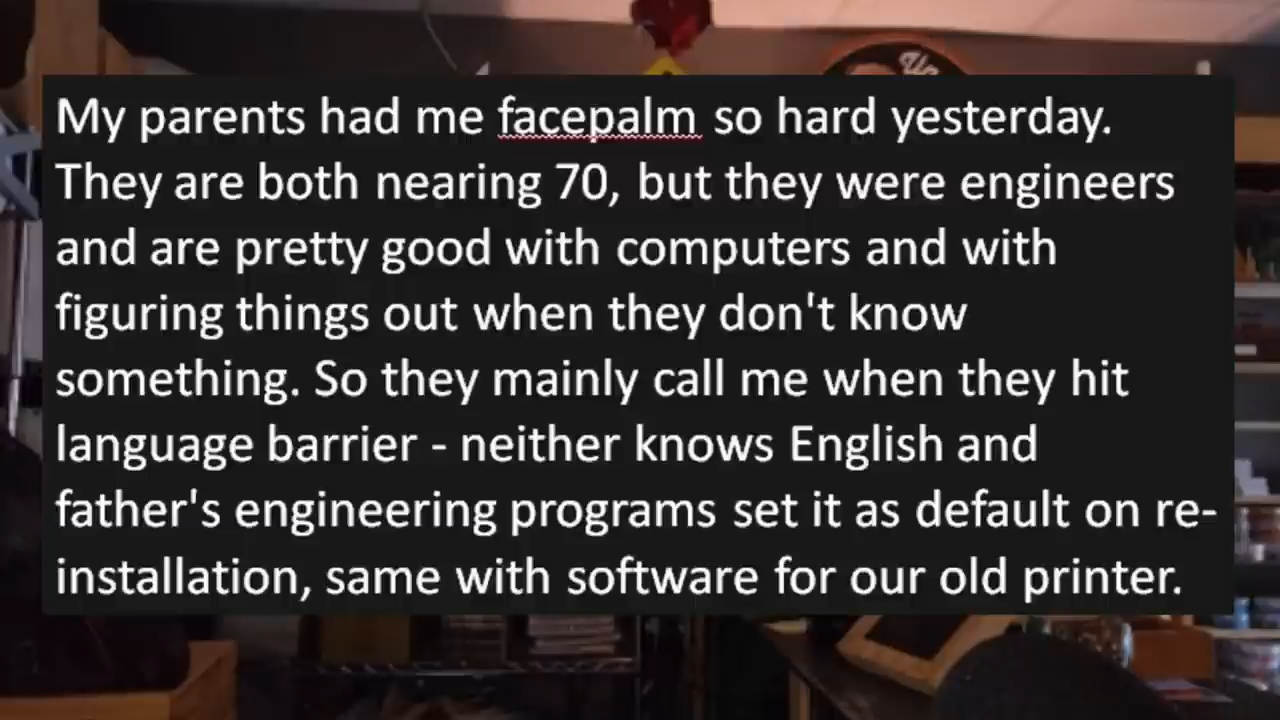 My parents had me facepalm so hard yesterday.
They are both nearing 70, but they were engineers
and are pretty good with computers and with
figuring things out when they don't know
something. So they mainly call me when they hit
language barrier - neither knows English and
father's engineering programs set it as default on re-
installation, same with software for our old printer.